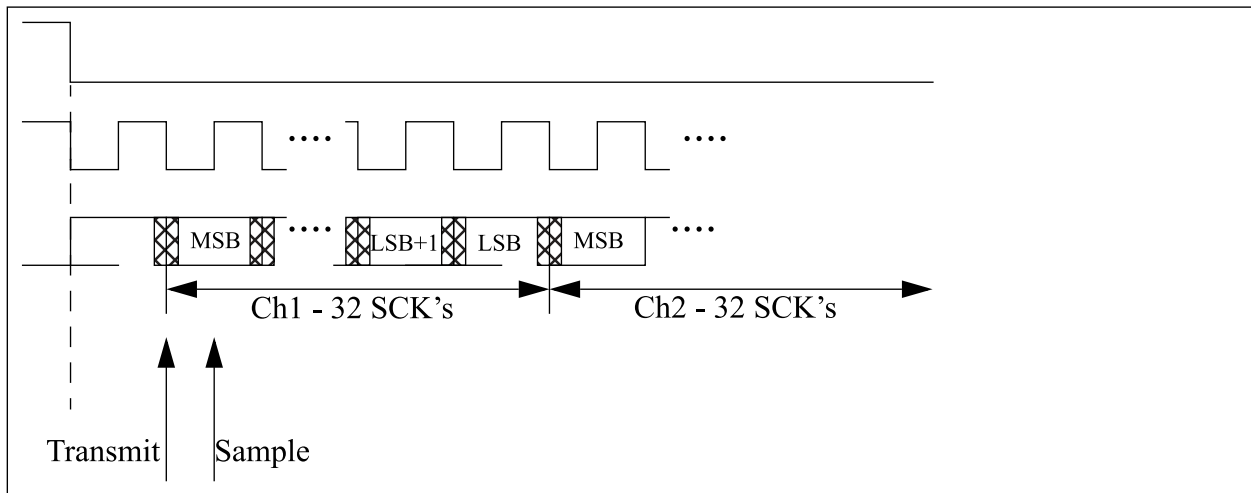 ....
....
MSB
....
LSB+1
LSB
MSB
....
Ch1 - 32 SCK’s
Ch2 - 32 SCK’s
Transmit
Sample